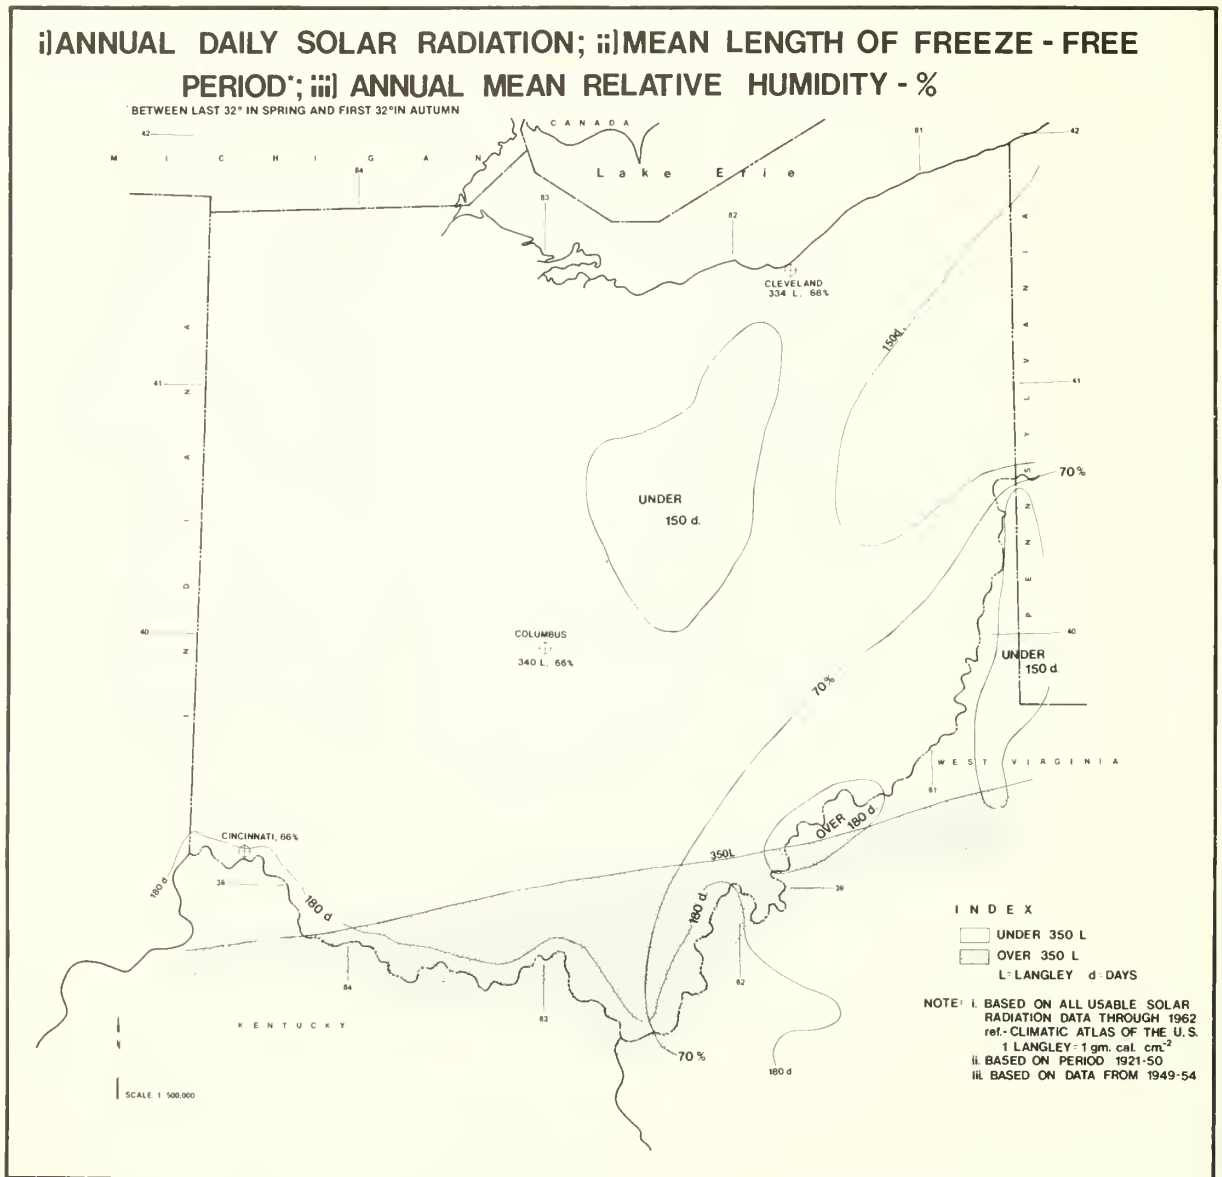 i) ANNUAL DAILY SOLAR RADIATION; ii) MEAN LENGTH OF FREEZE - FREE
PERIOD*; iii) ANNUAL MEAN RELATIVE HUMIDITY - %
*BETWEEN LAST 32° IN SPRING AND FIRST 32° IN AUTUMN
CANADA
42
81
42
MICHIGAN
Lake Erie
84
83
82
CLEVELAND
334 L, 68%
INDIANA
PENNSYLVANIA
150d.
41
41
70%
UNDER
150 d.
40
COLUMBUS
340 L, 66%
40
UNDER
150 d.
70%
WEST VIRGINIA
81
OVER 180 d.
CINCINNATI, 66%
350L
180 d
36
180 d
180 d
39
84
83
82
KENTUCKY
70%
180 d
SCALE 1 500,000
INDEX
UNDER 350 L
OVER 350 L
L=LANGLEY d=DAYS
NOTE: i. BASED ON ALL USABLE SOLAR
RADIATION DATA THROUGH 1962
ref.- CLIMATIC ATLAS OF THE U.S.
1 LANGLEY=1 gm. cal. cm.-2
ii. BASED ON PERIOD 1921-50
iii. BASED ON DATA FROM 1949-54